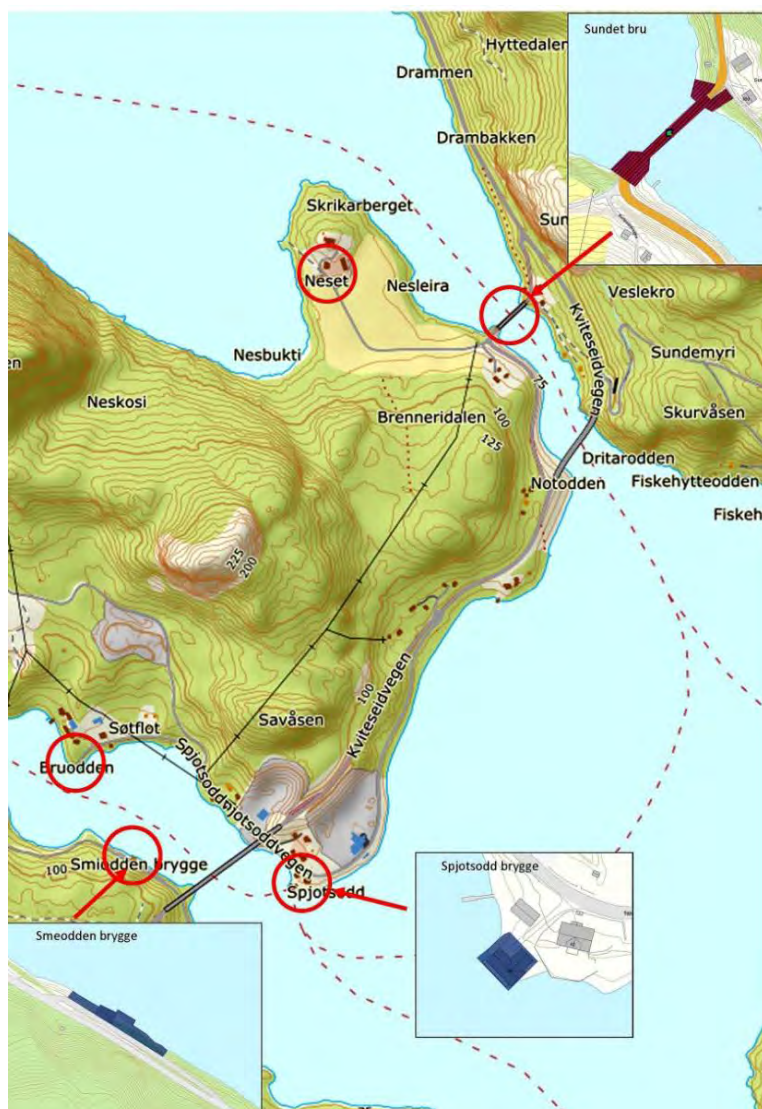 Sundet bru
Hyttedalen
Drammen
Drambakken
Skrikarberget
Sun
Neset
Nesleira
Veslekro
Kviteseidvegen
Nesbukti
75
Sundemyri
en
Neskosi
100
Brenneridalen
125
Skurvåsen
Dritarodden
Notodden
Fiskehytteodden
Fiskeh
225
200
100
Kviteseidvegen
Savåsen
Søtflot
Spjotsoddvegen
Bruodden
Spjotsoddvegen
100
Smiodden brygge
Spjotsodd
Spjotsodd brygge
Smeodden brygge